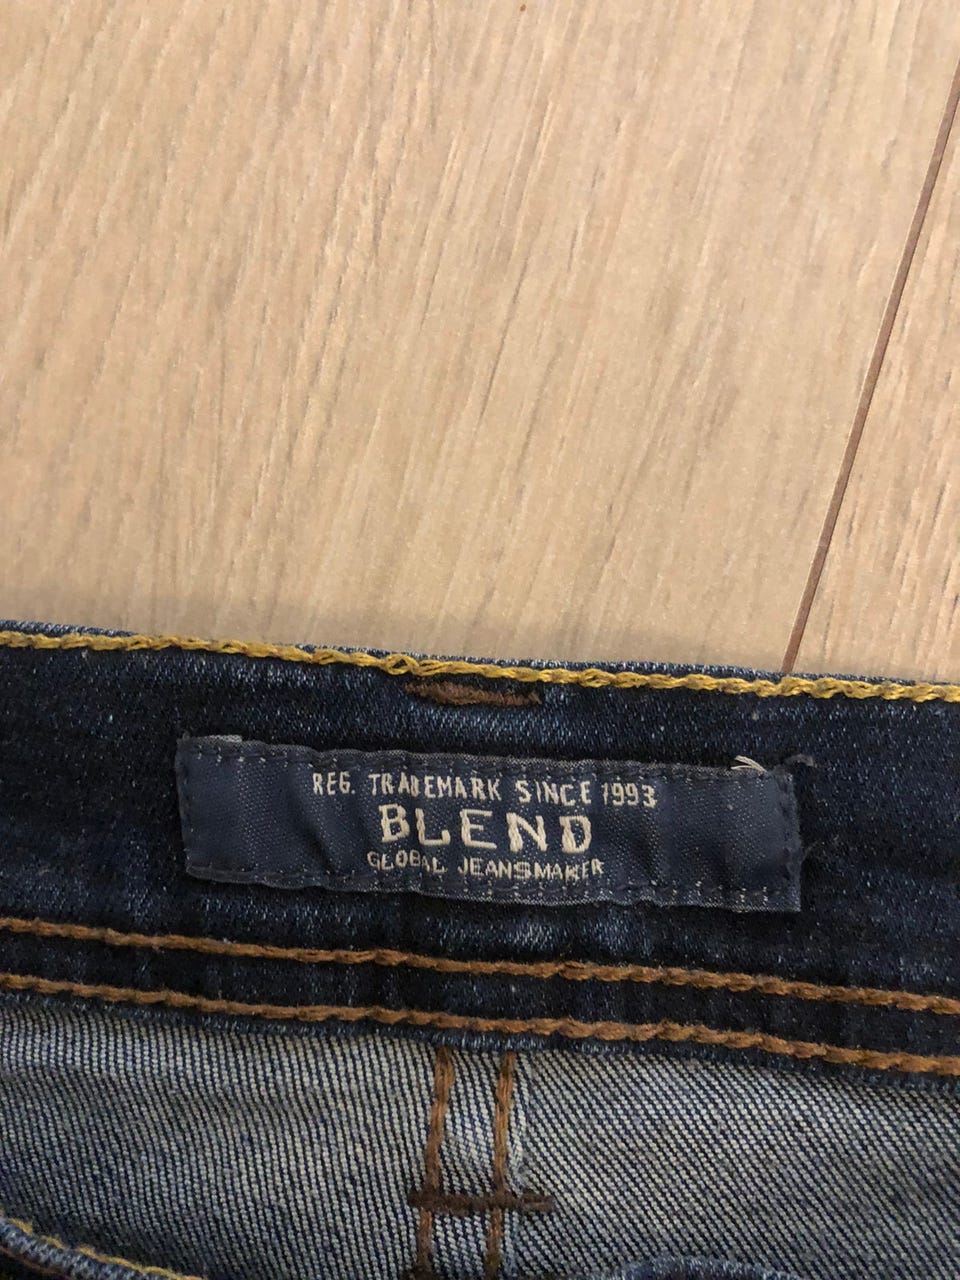 REG. TRADEMARK SINCE 1993
BLEND
GLOBAL JEANSMAKER